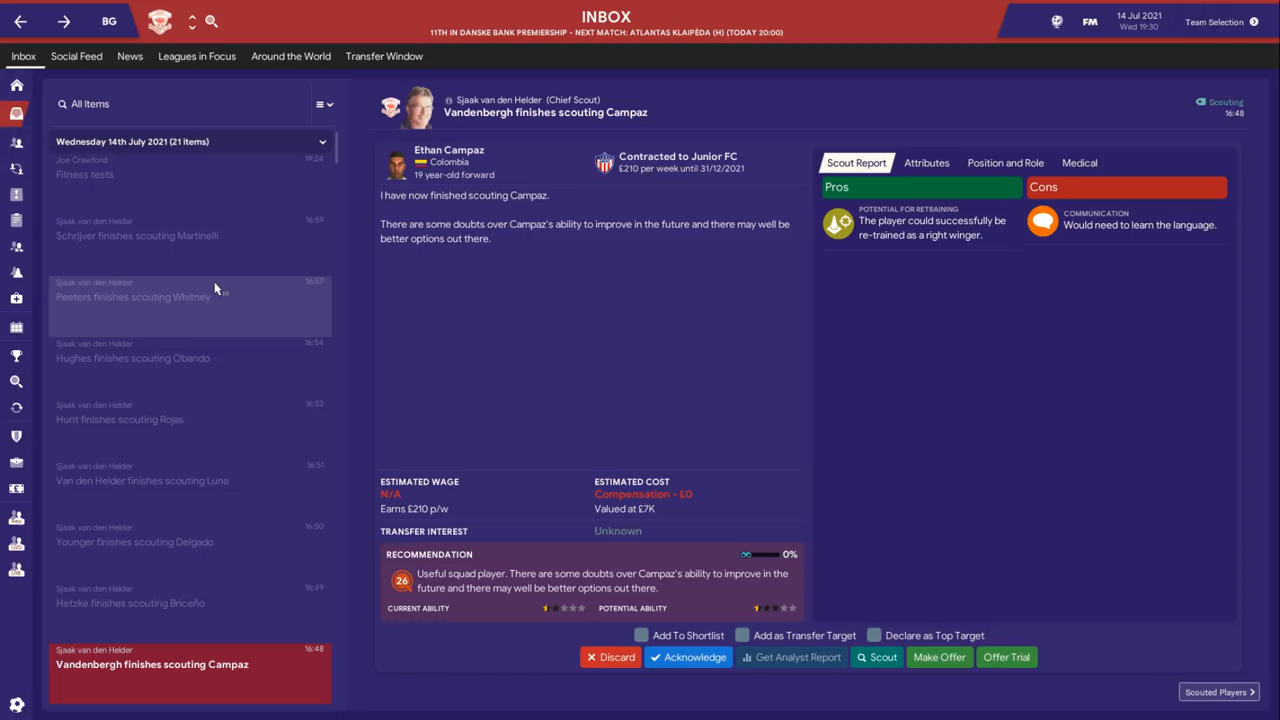 BG
INBOX
11TH IN DANSKE BANK PREMIERSHIP - NEXT MATCH: ATLANTAS KLAIPĖDA (H) (TODAY 20:00)
FM
14 Jul 2021
Wed 19:30
Team Selection
Inbox
Social Feed
News
Leagues in Focus
Around the World
Transfer Window
All Items
Wednesday 14th July 2021 (21 items)
Joe Crawford 19:24
Fitness tests
Sjaak van den Helder 16:59
Schrijver finishes scouting Martinelli
Sjaak van den Helder 16:57
Peeters finishes scouting Whitney
Sjaak van den Helder 16:54
Hughes finishes scouting Obando
Sjaak van den Helder 16:53
Hunt finishes scouting Rojas
Sjaak van den Helder 16:51
Van den Helder finishes scouting Luna
Sjaak van den Helder 16:50
Younger finishes scouting Delgado
Sjaak van den Helder 16:49
Hetzke finishes scouting Briceño
Sjaak van den Helder 16:48
Vandenbergh finishes scouting Campaz
Sjaak van den Helder (Chief Scout)
Vandenbergh finishes scouting Campaz
Scouting
16:48
Ethan Campaz
Colombia
19 year-old forward
Contracted to Junior FC
£210 per week until 31/12/2021
I have now finished scouting Campaz.
There are some doubts over Campaz's ability to improve in the future and there may well be
better options out there.
ESTIMATED WAGE
N/A
Earns £210 p/w
ESTIMATED COST
Compensation - £0
Valued at £7K
TRANSFER INTEREST
Unknown
RECOMMENDATION
0%
26
Useful squad player. There are some doubts over Campaz's ability to improve in the
future and there may well be better options out there.
CURRENT ABILITY
POTENTIAL ABILITY
Scout Report
Attributes
Position and Role
Medical
Pros
POTENTIAL FOR RETRAINING
The player could successfully be
re-trained as a right winger.
Cons
COMMUNICATION
Would need to learn the language.
Add To Shortlist
Add as Transfer Target
Declare as Top Target
Discard
Acknowledge
Get Analyst Report
Scout
Make Offer
Offer Trial
Scouted Players